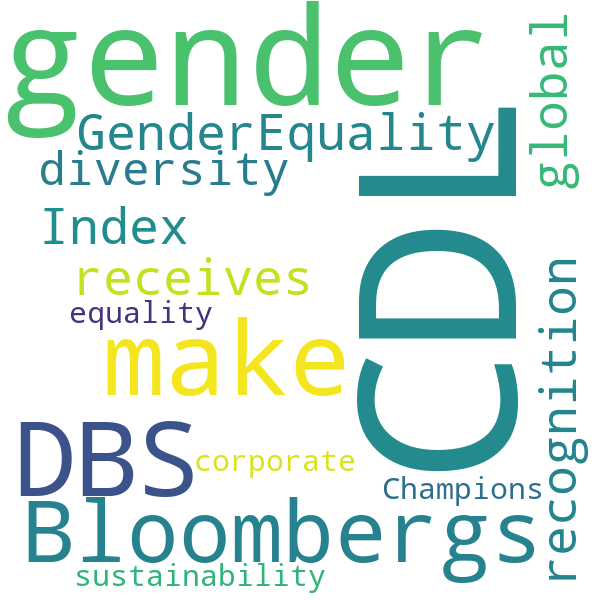 gender
global
GenderEquality
diversity
CDL
Index
receives
recognition
equality
make
DBS
corporate
Champions
Bloombergs
sustainability